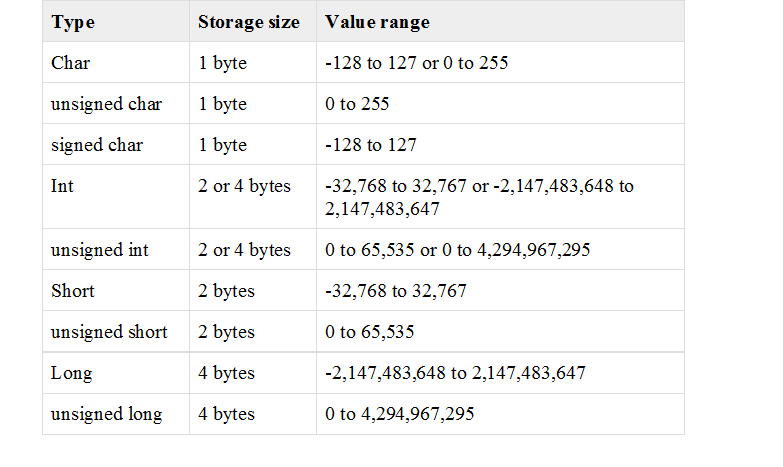 Type Storage size Value range
Char 1 byte -128 to 127 or 0 to 255
unsigned char 1 byte 0 to 255
signed char 1 byte -128 to 127
Int 2 or 4 bytes -32,768 to 32,767 or -2,147,483,648 to
2,147,483,647
unsigned int 2 or 4 bytes 0 to 65,535 or 0 to 4,294,967,295
Short 2 bytes -32,768 to 32,767
unsigned short 2 bytes 0 to 65,535
Long 4 bytes -2,147,483,648 to 2,147,483,647
unsigned long 4 bytes 0 to 4,294,967,295